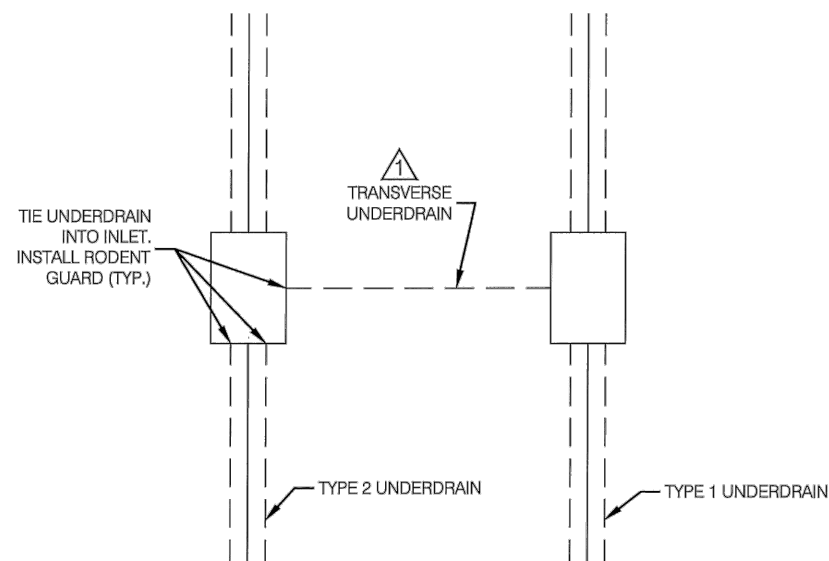 1
TRANSVERSE
UNDERDRAIN
TIE UNDERDRAIN
INTO INLET.
INSTALL RODENT
GUARD (TYP.)
TYPE 2 UNDERDRAIN
TYPE 1 UNDERDRAIN